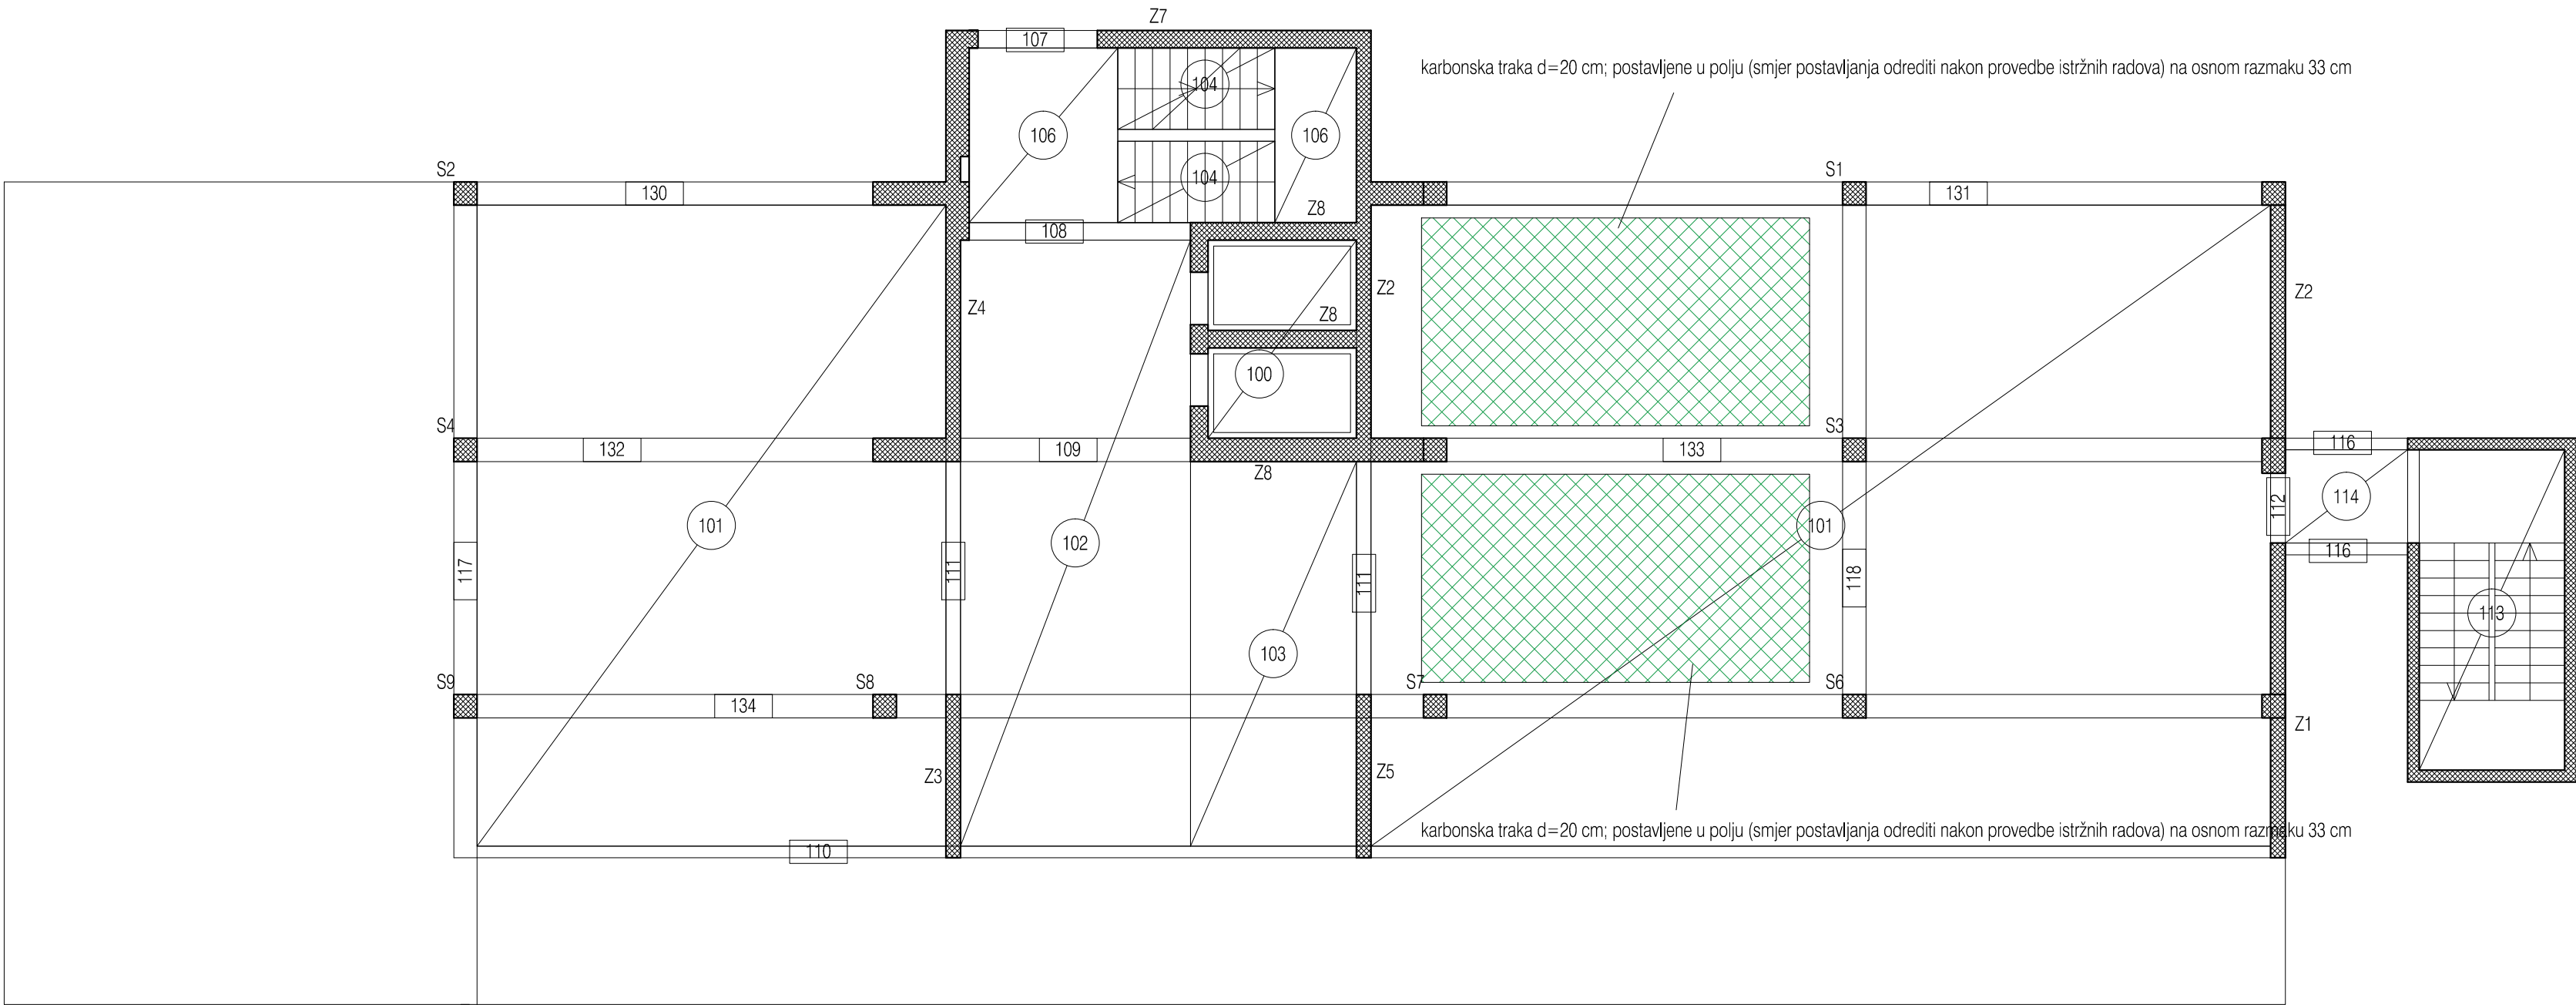 Z7
107
karbonska traka d=20 cm; postavljene u polju (smjer postavljanja odrediti nakon provedbe istržnih radova) na osnom razmaku 33 cm
104
106
106
S2
S1
104
130
131
Z8
108
Z2
Z2
Z4
Z8
100
S4
S3
132
109
133
116
Z8
114
101
101
112
102
116
117
111
111
118
113
103
S9
S8
S7
S6
134
Z1
Z3
Z5
karbonska traka d=20 cm; postavljene u polju (smjer postavljanja odrediti nakon provedbe istržnih radova) na osnom razmaku 33 cm
110